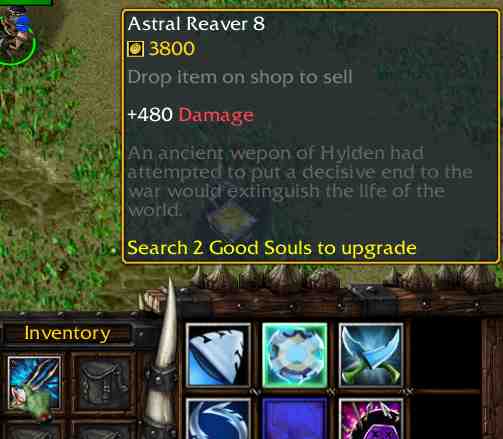 Astral Reaver 8
3800
Drop item on shop to sell
+480 Damage
An ancient wepon of Hylden had
attempted to put a decisive end to the
war would extinguish the life of the
world.
Search 2 Good Souls to upgrade
Inventory